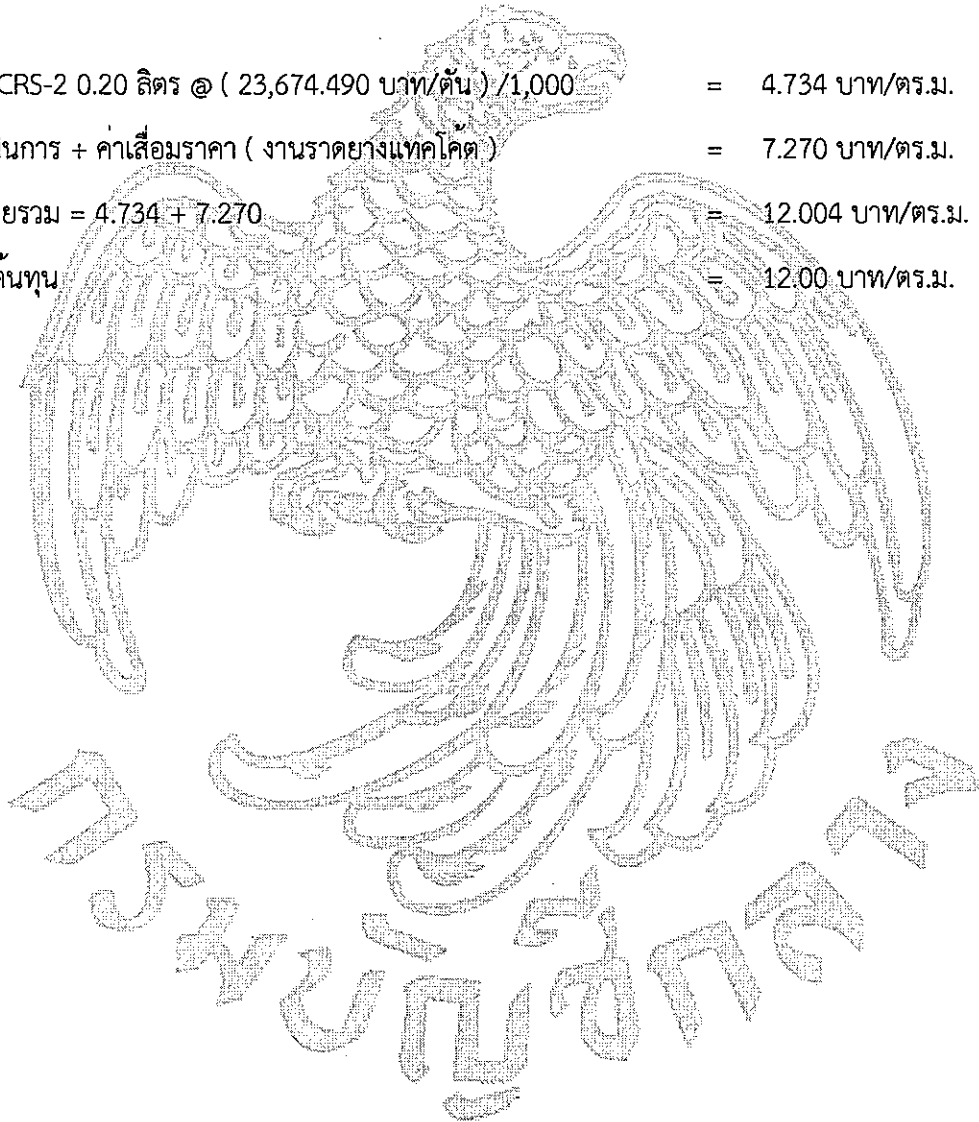 CRS-2 0.20 ลิตร @ ( 23,674.490 บาท/ตัน ) /1,000 = 4.734 บาท/ตร.ม.
นการ + ค่าเสื่อมราคา ( งานราดยางแทคโค้ต ) = 7.270 บาท/ตร.ม.
ยรวม = 4.734 + 7.270 = 12.004 บาท/ตร.ม.
ต้นทุน = 12.00 บาท/ตร.ม.
กรมบัญชีกลาง